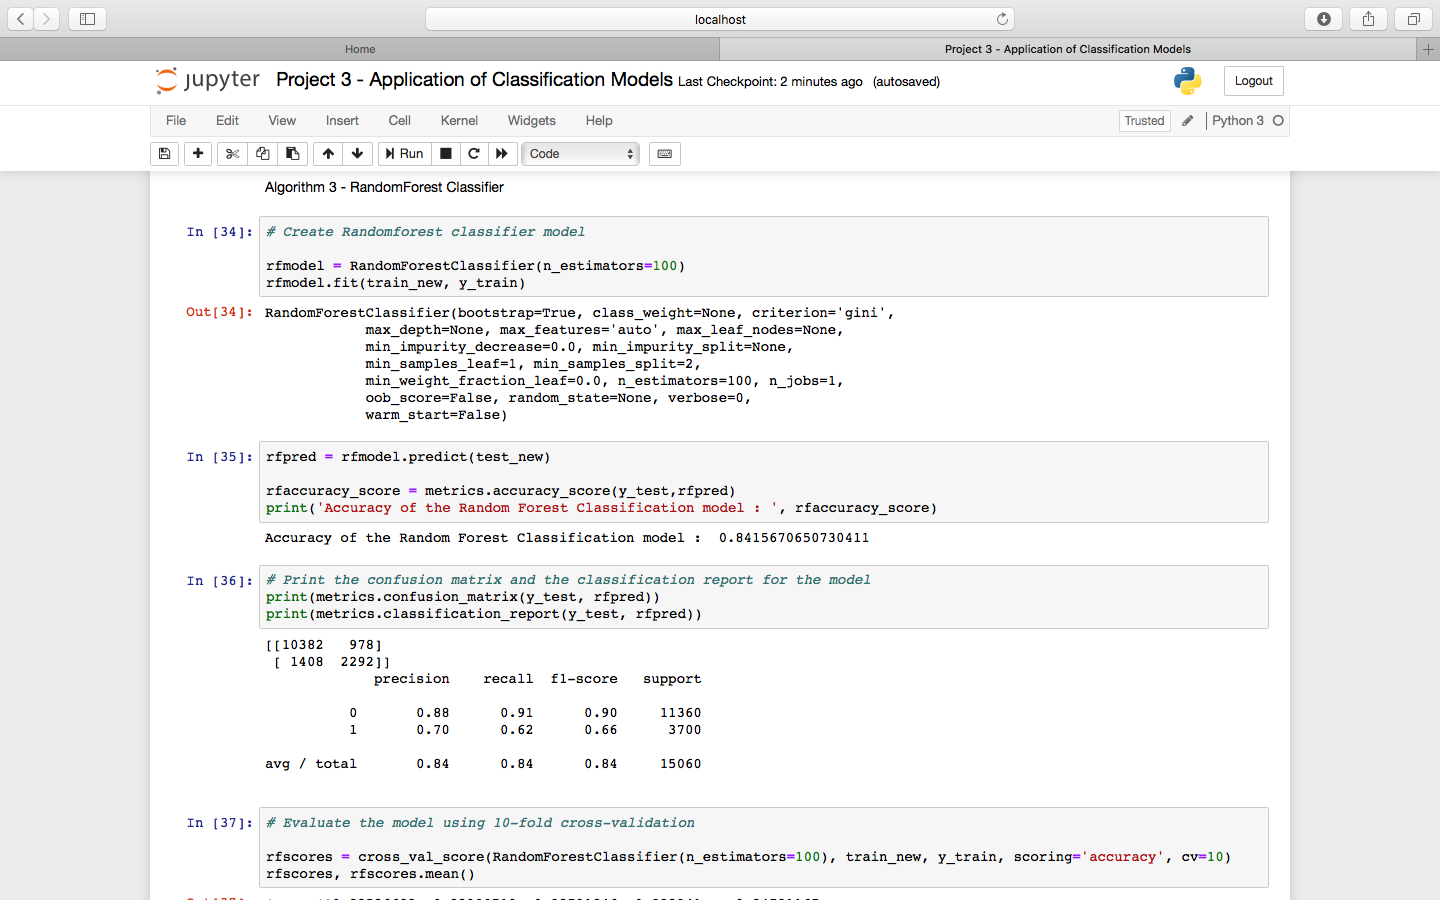 localhost
Home
Project 3 - Application of Classification Models
jupyter Project 3 - Application of Classification Models Last Checkpoint: 2 minutes ago (autosaved)
Logout
File Edit View Insert Cell Kernel Widgets Help
Trusted Python 3
Run Code
Algorithm 3 - RandomForest Classifier
In [34]: # Create Randomforest classifier model
rfmodel = RandomForestClassifier(n_estimators=100)
rfmodel.fit(train_new, y_train)
Out[34]: RandomForestClassifier(bootstrap=True, class_weight=None, criterion='gini',
max_depth=None, max_features='auto', max_leaf_nodes=None,
min_impurity_decrease=0.0, min_impurity_split=None,
min_samples_leaf=1, min_samples_split=2,
min_weight_fraction_leaf=0.0, n_estimators=100, n_jobs=1,
oob_score=False, random_state=None, verbose=0,
warm_start=False)
In [35]: rfpred = rfmodel.predict(test_new)
rfaccuracy_score = metrics.accuracy_score(y_test,rfpred)
print('Accuracy of the Random Forest Classification model : ', rfaccuracy_score)
Accuracy of the Random Forest Classification model :  0.8415670650730411
In [36]: # Print the confusion matrix and the classification report for the model
print(metrics.confusion_matrix(y_test, rfpred))
print(metrics.classification_report(y_test, rfpred))
[[10382   978]
[ 1408  2292]]
precision recall f1-score support
0 0.88 0.91 0.90 11360
1 0.70 0.62 0.66 3700
avg / total 0.84 0.84 0.84 15060
In [37]: # Evaluate the model using 10-fold cross-validation
rfscores = cross_val_score(RandomForestClassifier(n_estimators=100), train_new, y_train, scoring='accuracy', cv=10)
rfscores, rfscores.mean()